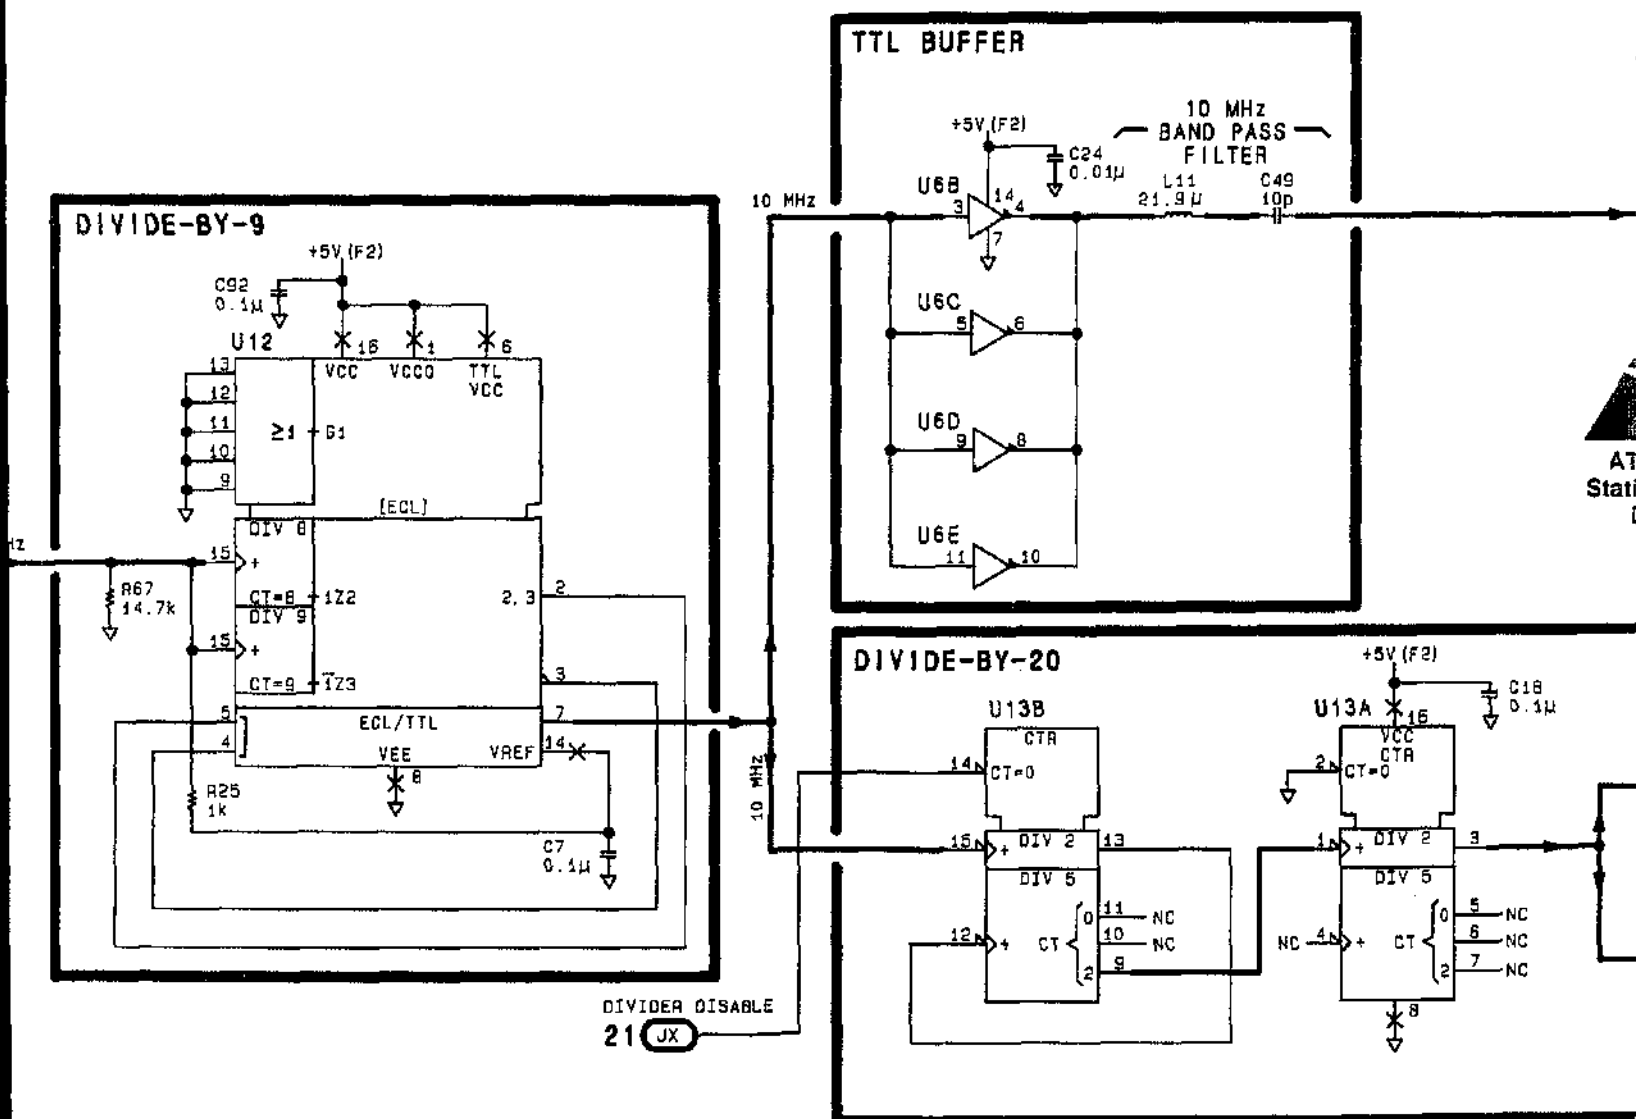 TTL BUFFER
10 MHz
BAND PASS
FILTER
+5V(F2)
C24
0.01µ
L11
21.9µ
C49
10p
U6B
3
14
4
7
10 MHz
U6C
5
6
U6D
9
8
U6E
11
10
DIVIDE-BY-9
+5V(F2)
C92
0.1µ
U12
16
1
6
VCC
VCCO
TTL
VCC
13
12
11
10
9
≥1
G1
[ECL]
DIV 8
15
+
CT=8
1Z2
2,3
2
DIV 9
15
+
CT=9
1Z3
3
5
4
ECL/TTL
7
VEE
VREF
14
8
R67
14.7k
R25
1k
C7
0.1µ
HZ
10 MHz
DIVIDER DISABLE
21 JX
DIVIDE-BY-20
+5V(F2)
C18
0.1µ
U13B
CTR
14
CT=0
15
+
DIV 2
13
DIV 5
12
+
CT
0
2
11
NC
10
NC
9
U13A
16
VCC
CTR
2
CT=0
1
+
DIV 2
3
DIV 5
NC
4
+
CT
0
2
5
NC
6
NC
7
NC
8
AT
Stati